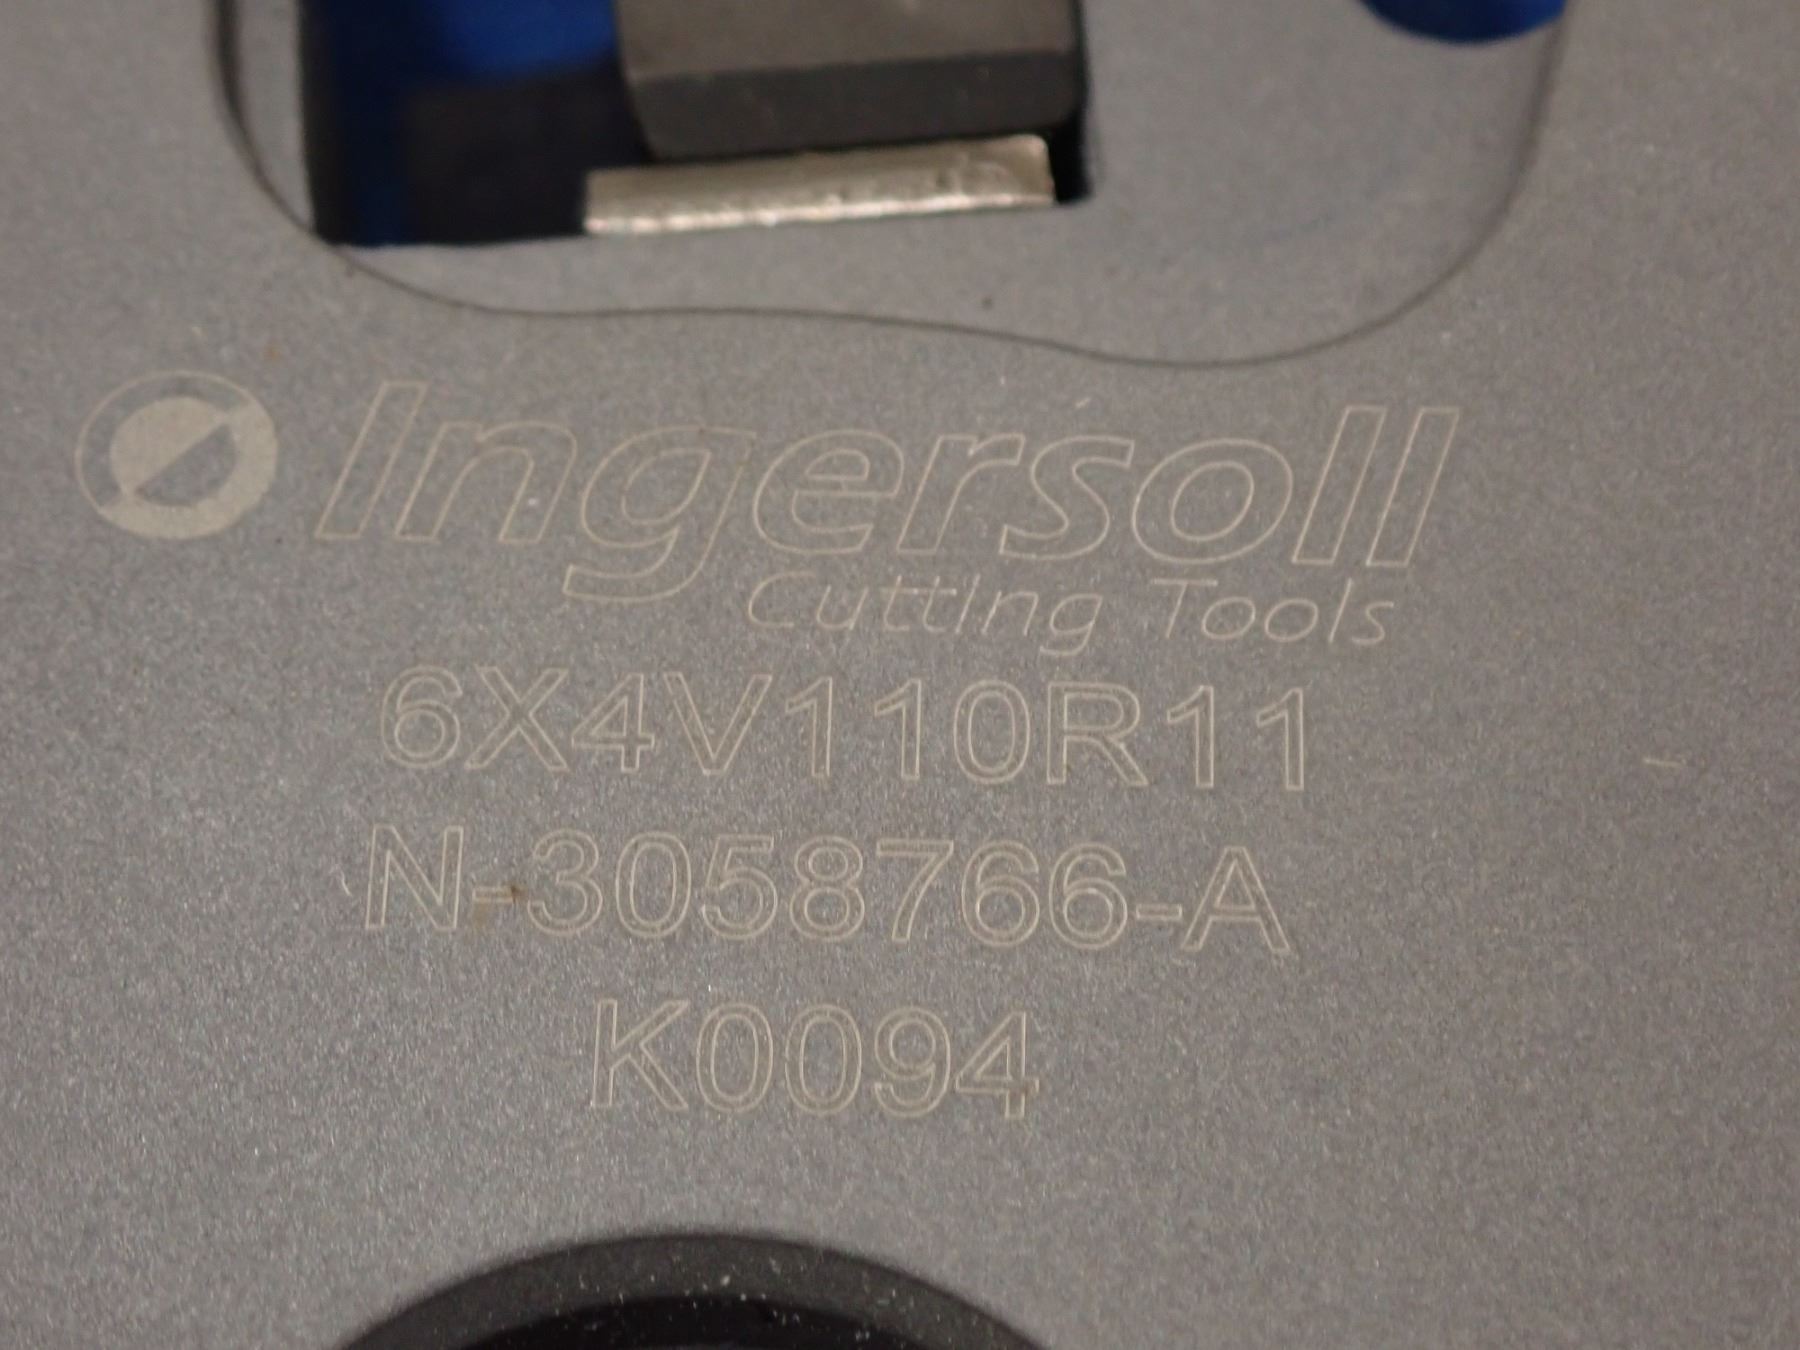 Ingersoll
Cutting Tools
6X4V110R11
N-3058766-A
K0094